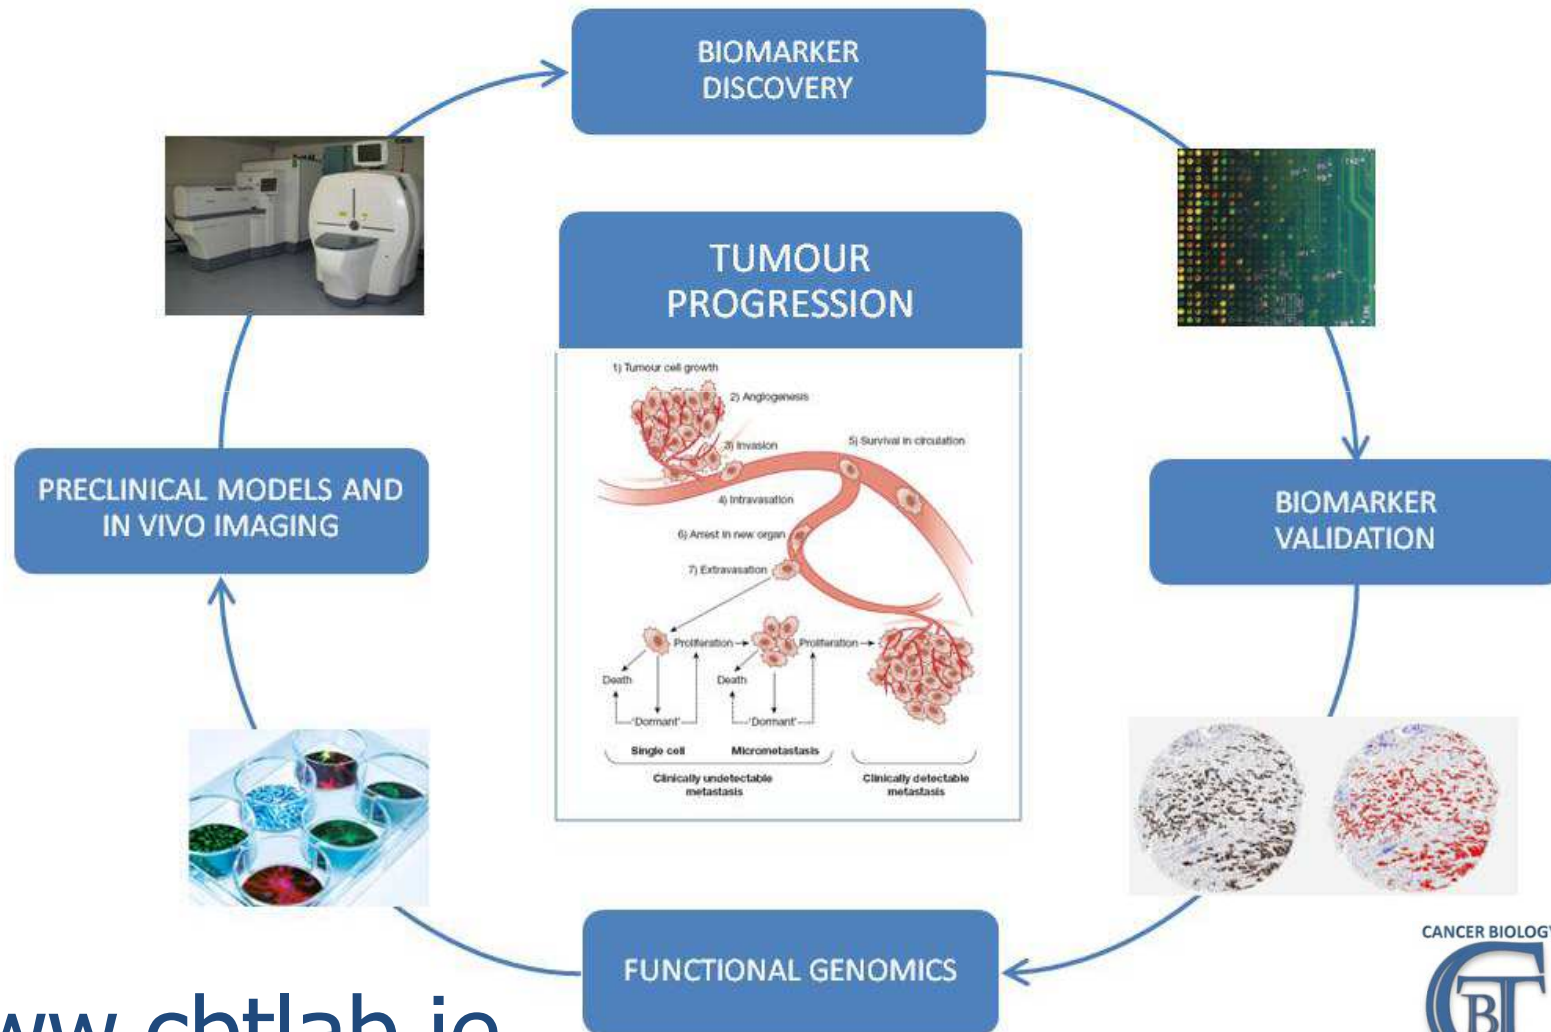 BIOMARKER
DISCOVERY
TUMOUR
PROGRESSION
1) Tumour cell growth
2) Angiogenesis
3) Invasion
5) Survival in circulation
4) Intravasation
6) Arrest in new organ
7) Extravasation
PRECLINICAL MODELS AND
IN VIVO IMAGING
BIOMARKER
VALIDATION
Proliferation
Proliferation
Death
Death
'Dormant'
'Dormant'
Single cell
Micrometastasis
Clinically undetectable
metastasis
Clinically detectable
metastasis
FUNCTIONAL GENOMICS
CANCER BIOLOGY
CBT